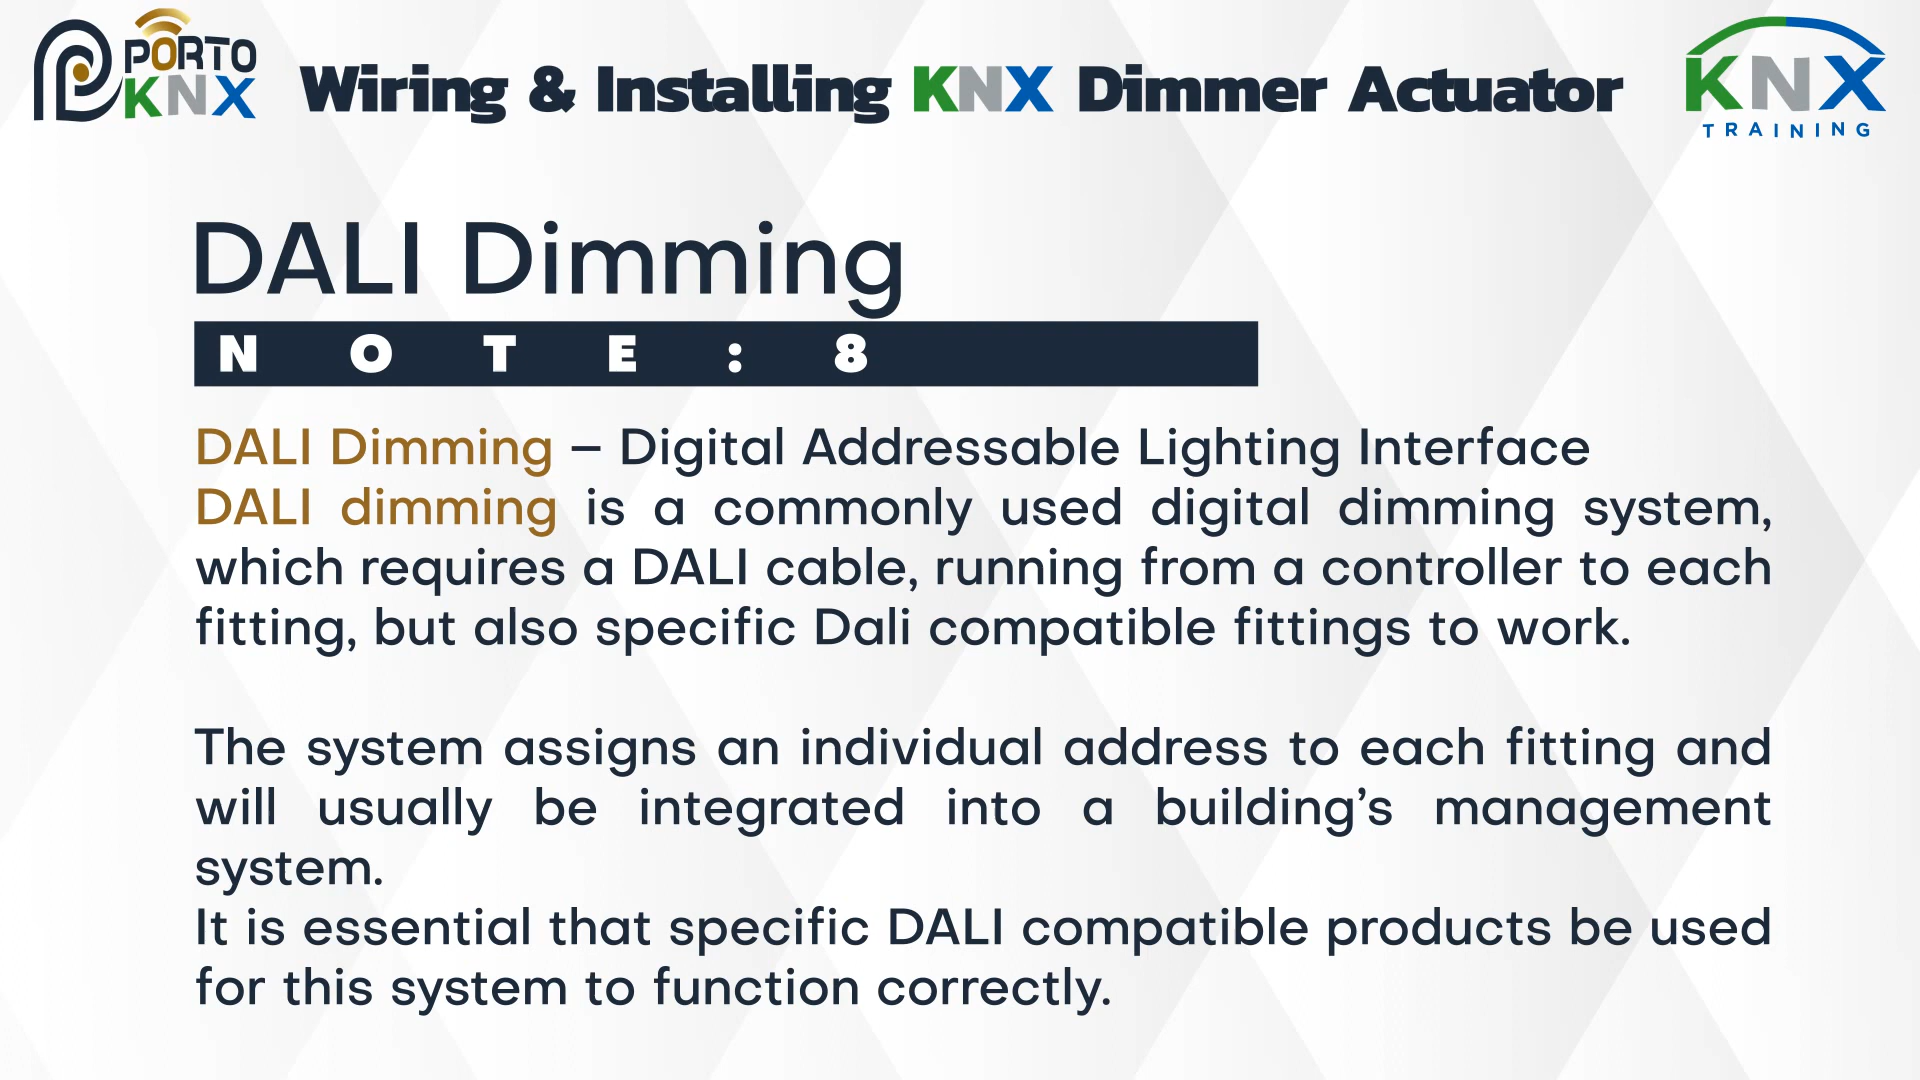 PORTO
KNX
Wiring & Installing KNX Dimmer Actuator
KNX
TRAINING
DALI Dimming
NOTE:8
DALI Dimming – Digital Addressable Lighting Interface
DALI dimming is a commonly used digital dimming system,
which requires a DALI cable, running from a controller to each
fitting, but also specific Dali compatible fittings to work.
The system assigns an individual address to each fitting and
will usually be integrated into a building’s management
system.
It is essential that specific DALI compatible products be used
for this system to function correctly.